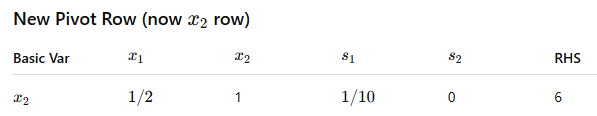 New Pivot Row (now x₂ row)
Basic Var x₁ x₂ s₁ s₂ RHS
x₂ 1/2 1 1/10 0 6